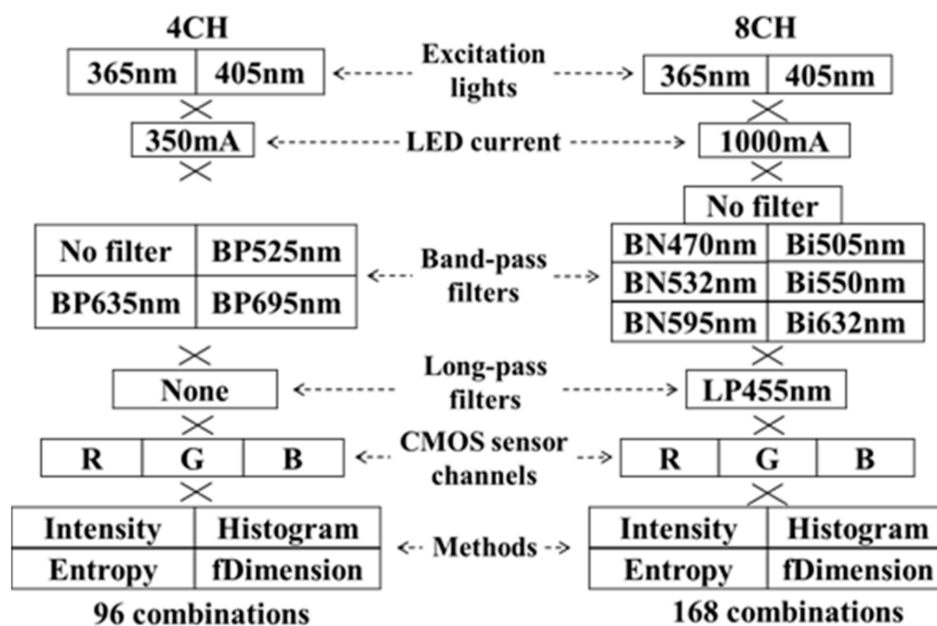 4CH 8CH
365nm 405nm Excitation lights 365nm 405nm
350mA LED current 1000mA
No filter
No filter BP525nm Band-pass filters BN470nm Bi505nm
BP635nm BP695nm BN532nm Bi550nm
BN595nm Bi632nm
None Long-pass filters LP455nm
R G B CMOS sensor channels R G B
Intensity Histogram Methods Intensity Histogram
Entropy fDimension Entropy fDimension
96 combinations 168 combinations